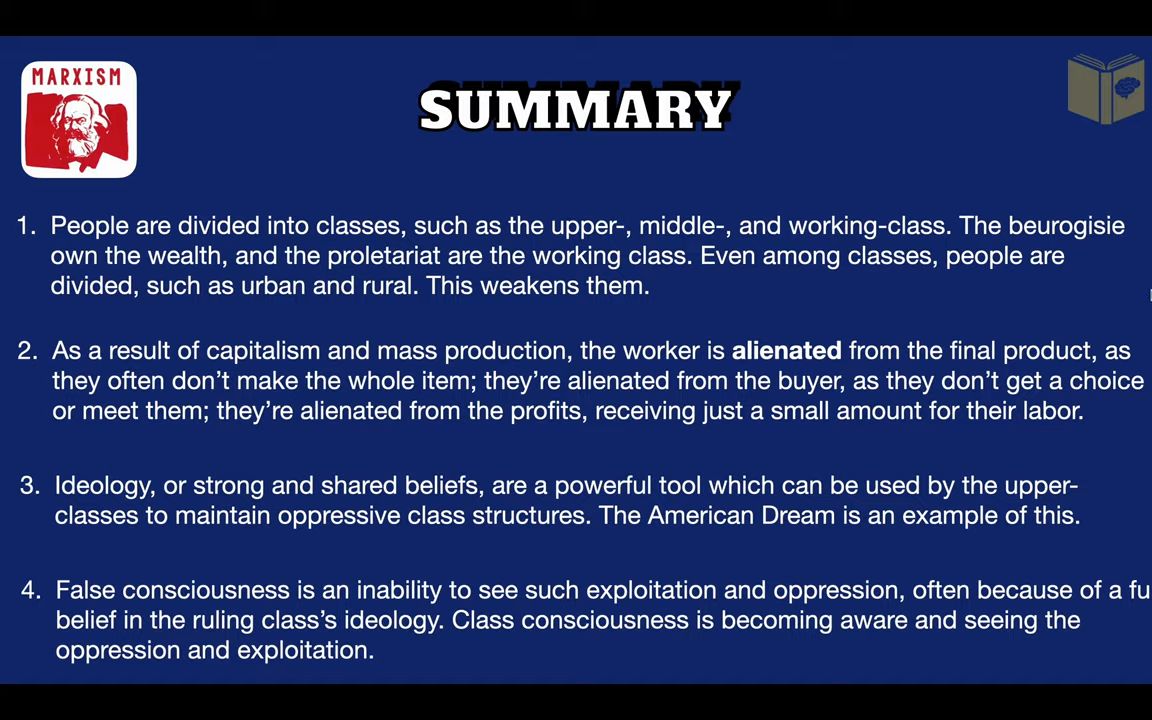 MARXISM
SUMMARY
1. People are divided into classes, such as the upper-, middle-, and working-class. The beurogisie
own the wealth, and the proletariat are the working class. Even among classes, people are
divided, such as urban and rural. This weakens them.
2. As a result of capitalism and mass production, the worker is alienated from the final product, as
they often don't make the whole item; they're alienated from the buyer, as they don't get a choice
or meet them; they're alienated from the profits, receiving just a small amount for their labor.
3. Ideology, or strong and shared beliefs, are a powerful tool which can be used by the upper-
classes to maintain oppressive class structures. The American Dream is an example of this.
4. False consciousness is an inability to see such exploitation and oppression, often because of a fu
belief in the ruling class's ideology. Class consciousness is becoming aware and seeing the
oppression and exploitation.